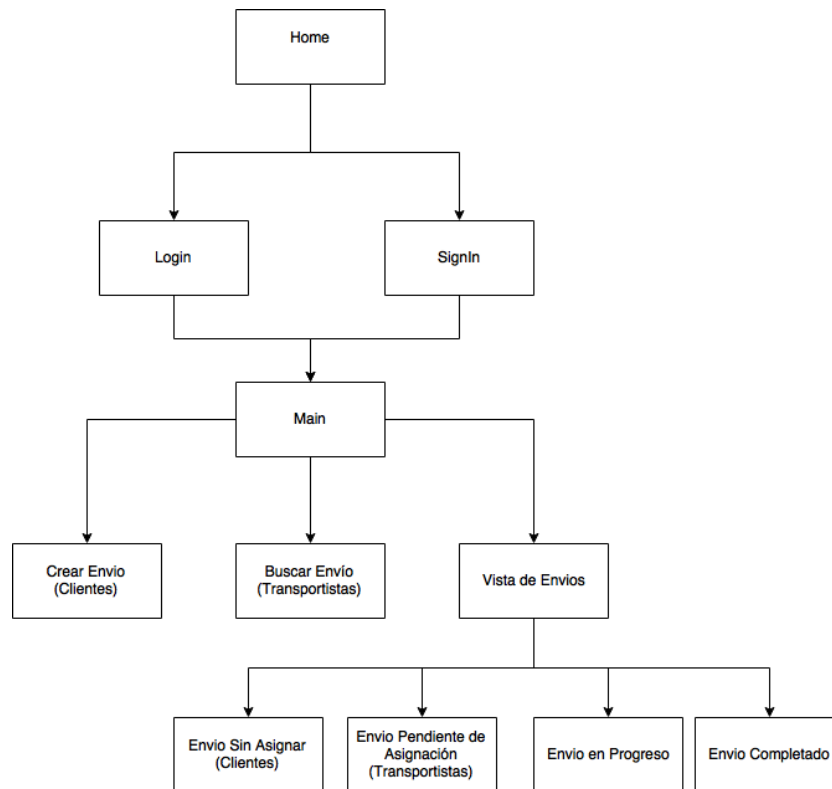 Home
Login
SignIn
Main
Crear Envio
(Clientes)
Buscar Envío
(Transportistas)
Vista de Envios
Envio Sin Asignar
(Clientes)
Envio Pendiente de
Asignación
(Transportistas)
Envio en Progreso
Envio Completado